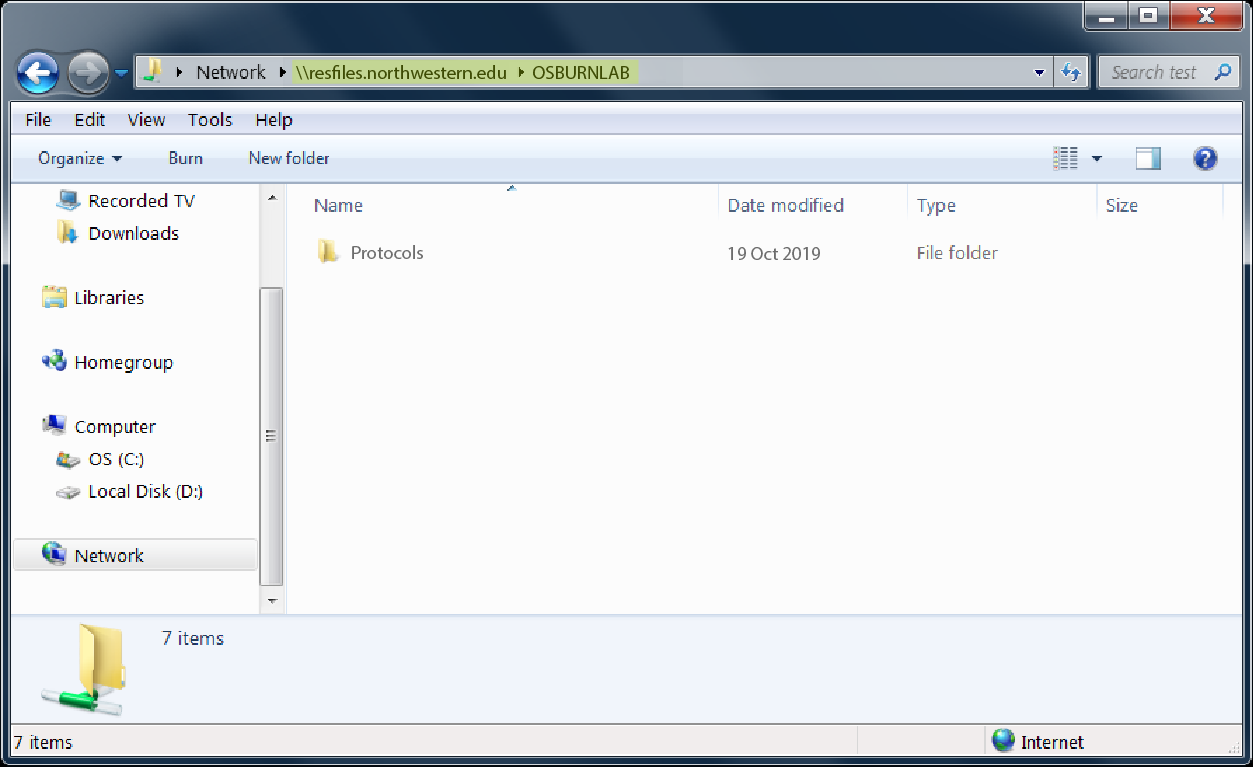 Network \\resfiles.northwestern.edu OSBURNLAB
Search test
File Edit View Tools Help
Organize Burn New folder
Recorded TV
Downloads
Libraries
Homegroup
Computer
OS (C:)
Local Disk (D:)
Network
Name Date modified Type Size
Protocols 19 Oct 2019 File folder
7 items
7 items
Internet